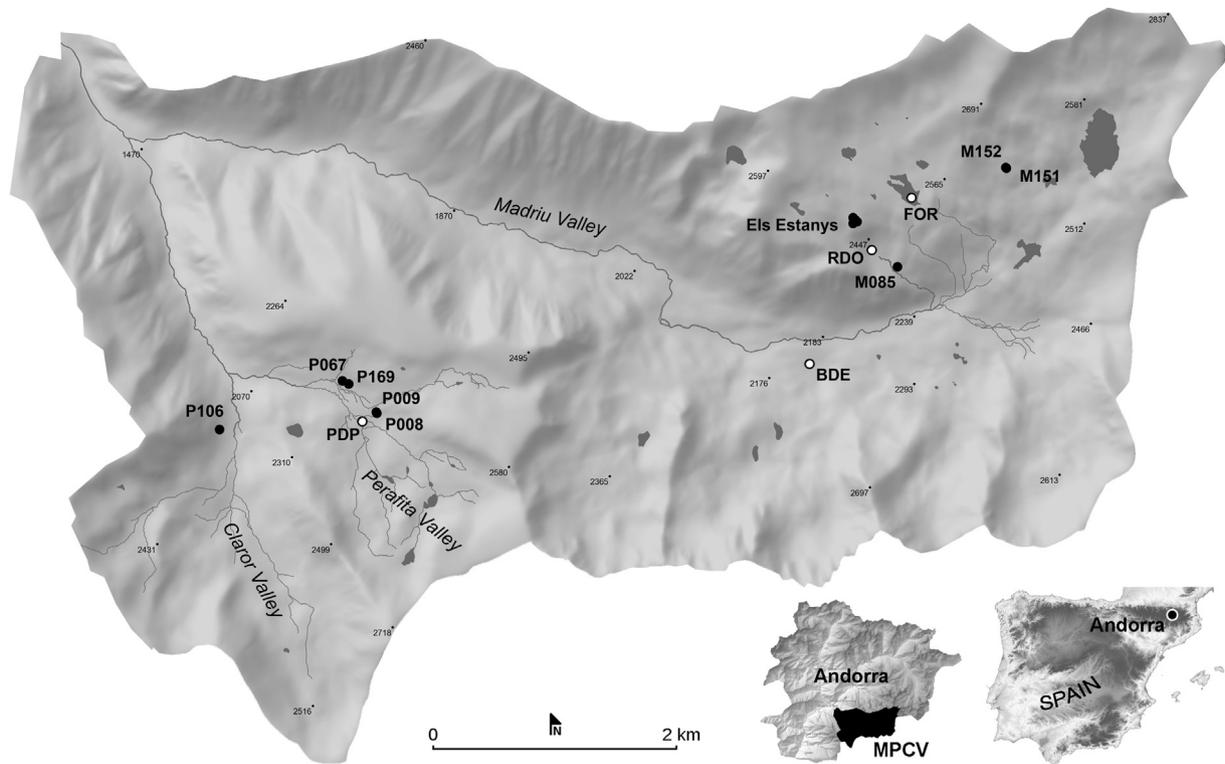 2837
2460
2691
2581
1470
M152
M151
2597
2565
FOR
1870
Madriu Valley
Els Estanys
2512
2447
RDO
M085
2022
2264
2239
2466
2183
2495
P067
P169
BDE
2176
2293
2070
P009
P106
P008
PDP
2310
2580
2365
2613
Perafita Valley
2697
Claror Valley
2431
2499
2718
2516
Andorra
Andorra
SPAIN
MPCV
0
2 km
N